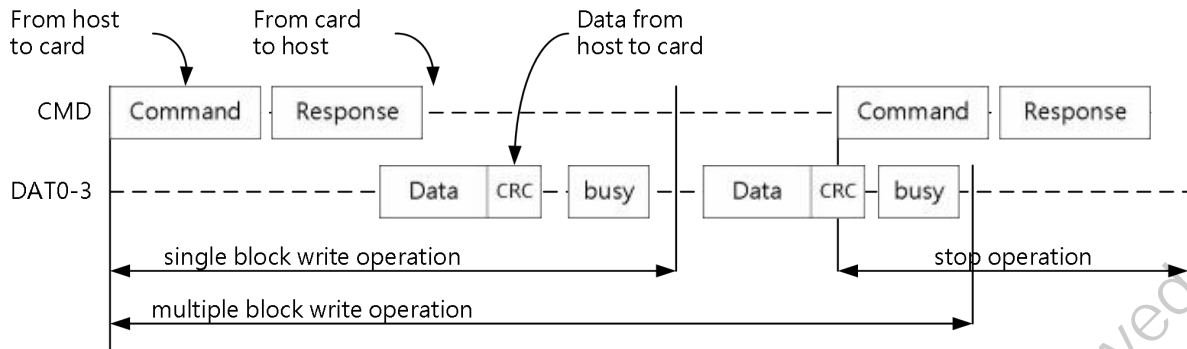 From host
to card
From card
to host
Data from
host to card
CMD
Command
Response
Command
Response
DAT0-3
Data
CRC
busy
Data
CRC
busy
single block write operation
stop operation
multiple block write operation